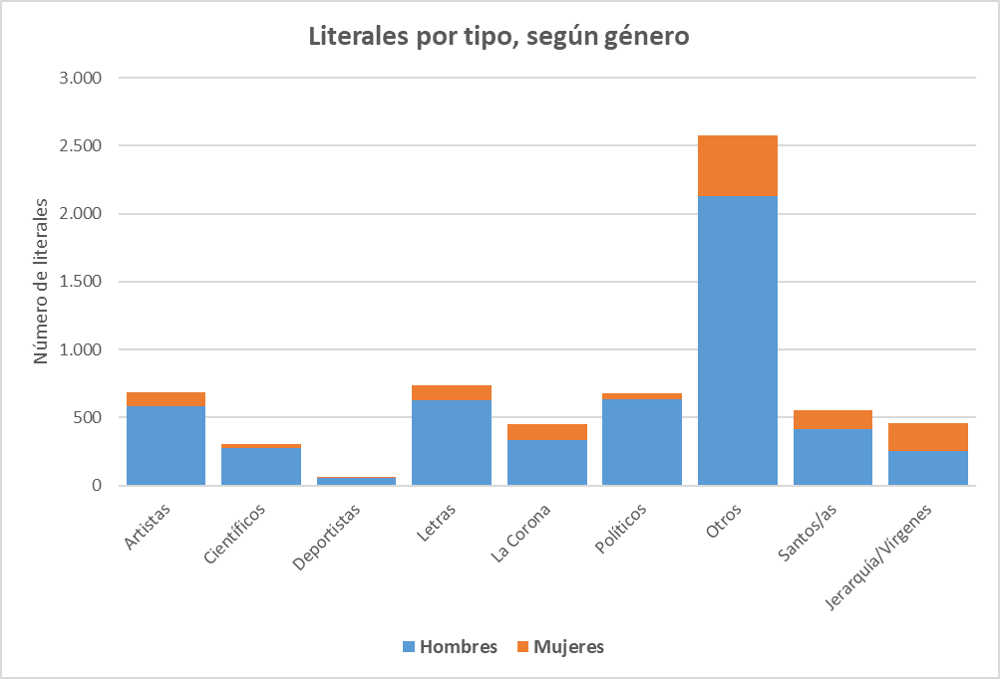 Literales por tipo, según género
Número de literales
3.000
2.500
2.000
1.500
1.000
500
0
Artistas
Científicos
Deportistas
Letras
La Corona
Políticos
Otros
Santos/as
Jerarquía/Vírgenes
Hombres
Mujeres